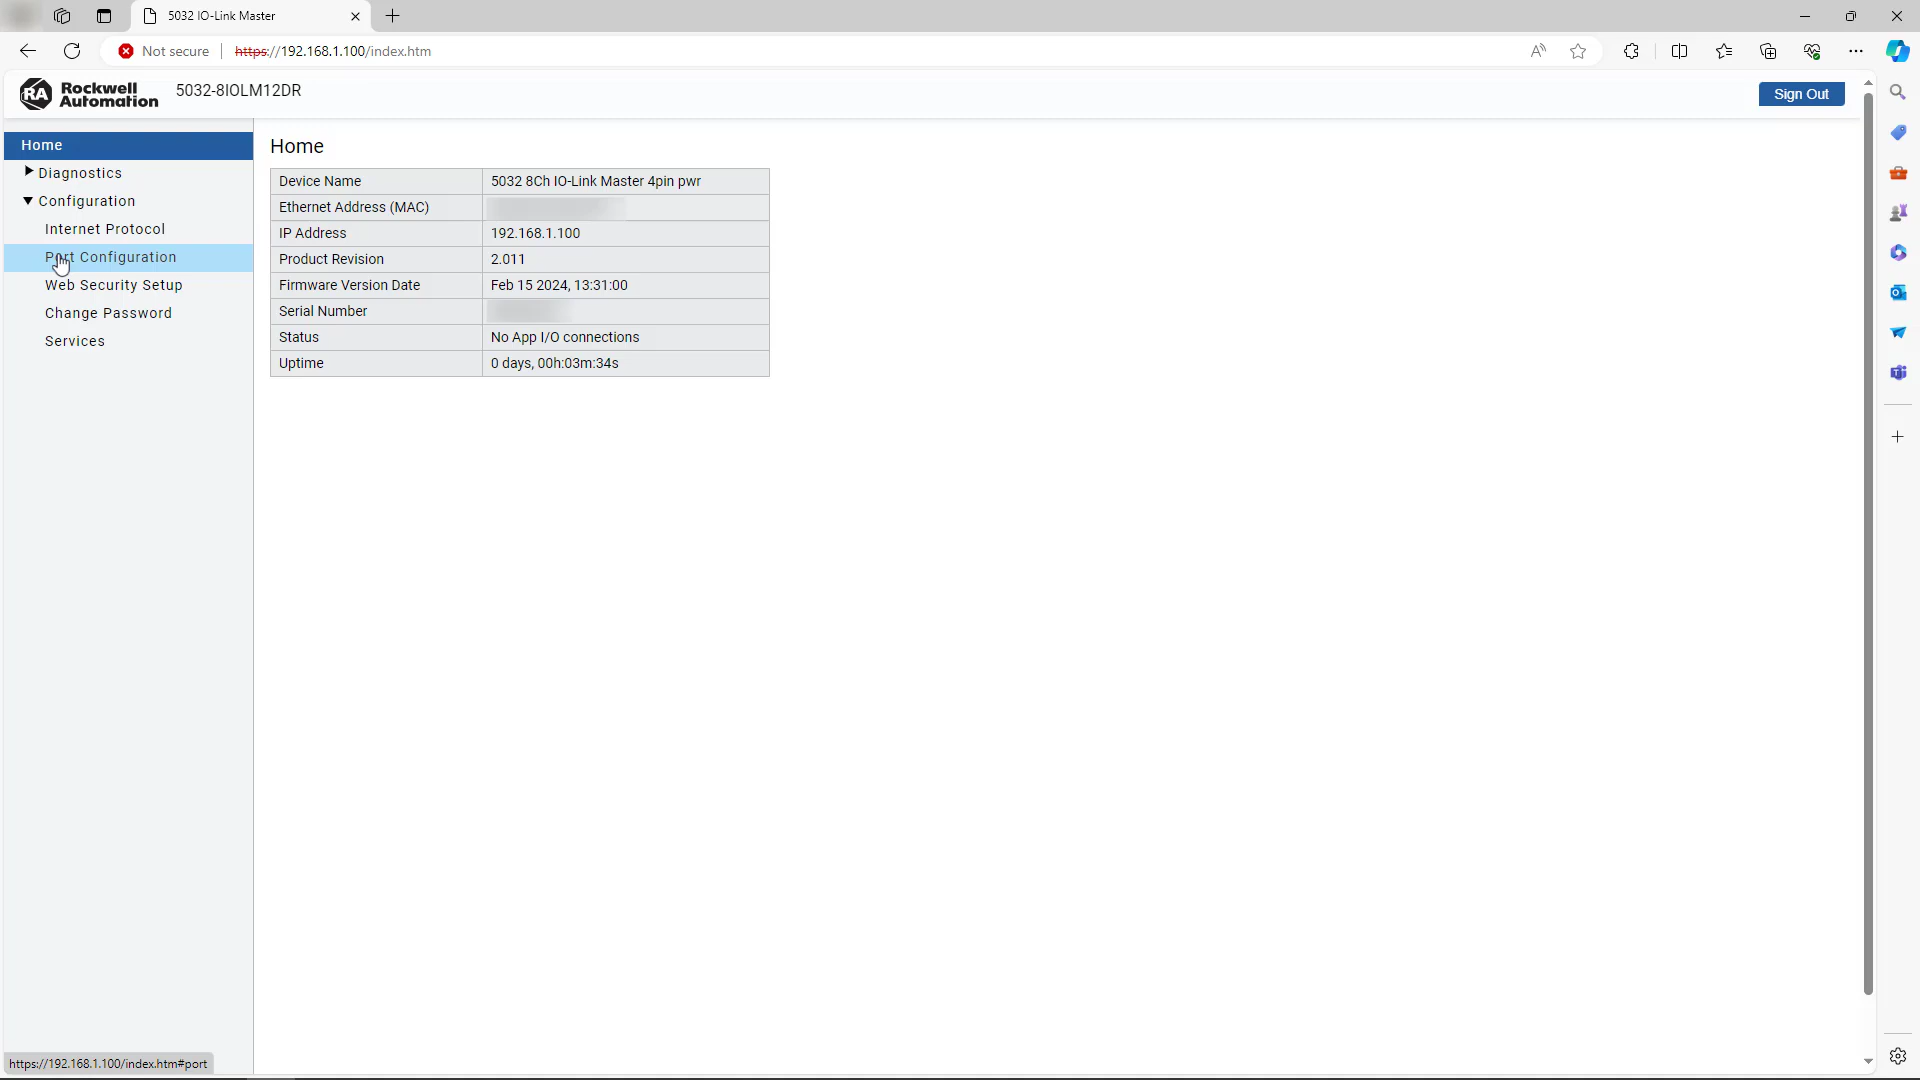 5032 IO-Link Master
Not secure
https://192.168.1.100/index.htm
RA Rockwell Automation
5032-8IOLM12DR
Sign Out
Home
Diagnostics
Configuration
Internet Protocol
Port Configuration
Web Security Setup
Change Password
Services
Home
Device Name 5032 8Ch IO-Link Master 4pin pwr
Ethernet Address (MAC)
IP Address 192.168.1.100
Product Revision 2.011
Firmware Version Date Feb 15 2024, 13:31:00
Serial Number
Status No App I/O connections
Uptime 0 days, 00h:03m:34s
https://192.168.1.100/index.htm#port